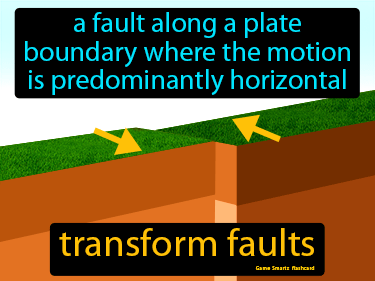 a fault along a plate
boundary where the motion
is predominantly horizontal
transform faults
Game Smartz flashcard